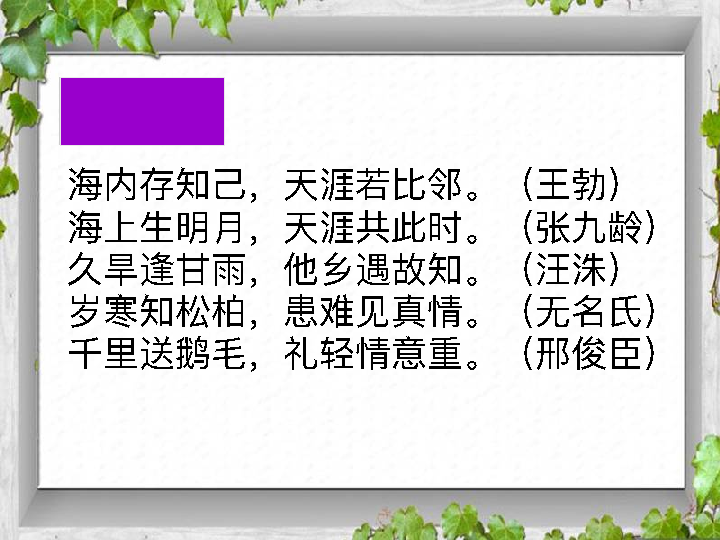 海内存知己，天涯若比邻。（王勃）
海上生明月，天涯共此时。（张九龄）
久旱逢甘雨，他乡遇故知。（汪洙）
岁寒知松柏，患难见真情。（无名氏）
千里送鹅毛，礼轻情意重。（邢俊臣）